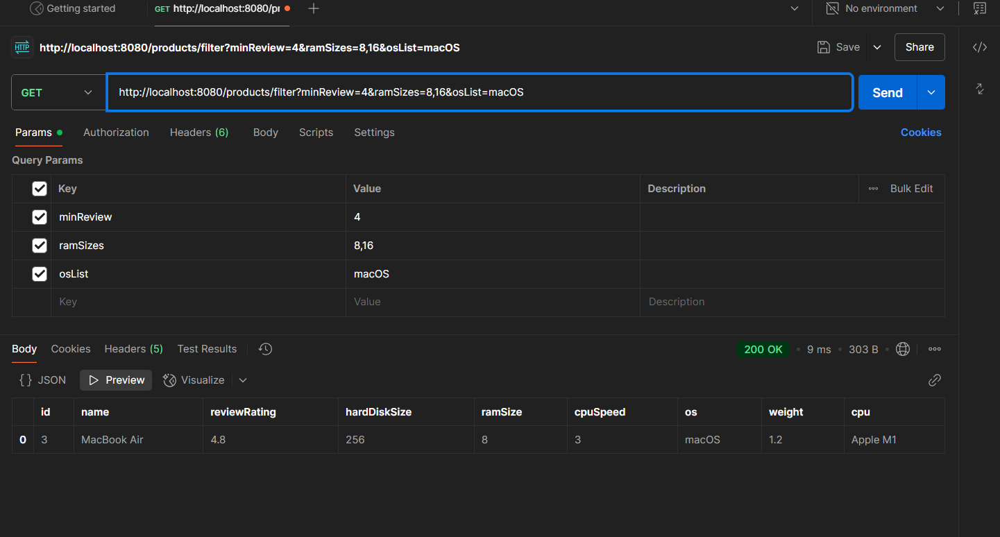 Getting started GET http://localhost:8080/pr No environment
HTTP http://localhost:8080/products/filter?minReview=4&ramSizes=8,16&osList=macOS Save Share
GET http://localhost:8080/products/filter?minReview=4&ramSizes=8,16&osList=macOS Send
Params Authorization Headers (6) Body Scripts Settings Cookies
Query Params
Key Value Description Bulk Edit
minReview 4
ramSizes 8,16
osList macOS
Key Value Description
Body Cookies Headers (5) Test Results 200 OK 9 ms 303 B
{} JSON Preview Visualize
id name reviewRating hardDiskSize ramSize cpuSpeed os weight cpu
0 3 MacBook Air 4.8 256 8 3 macOS 1.2 Apple M1